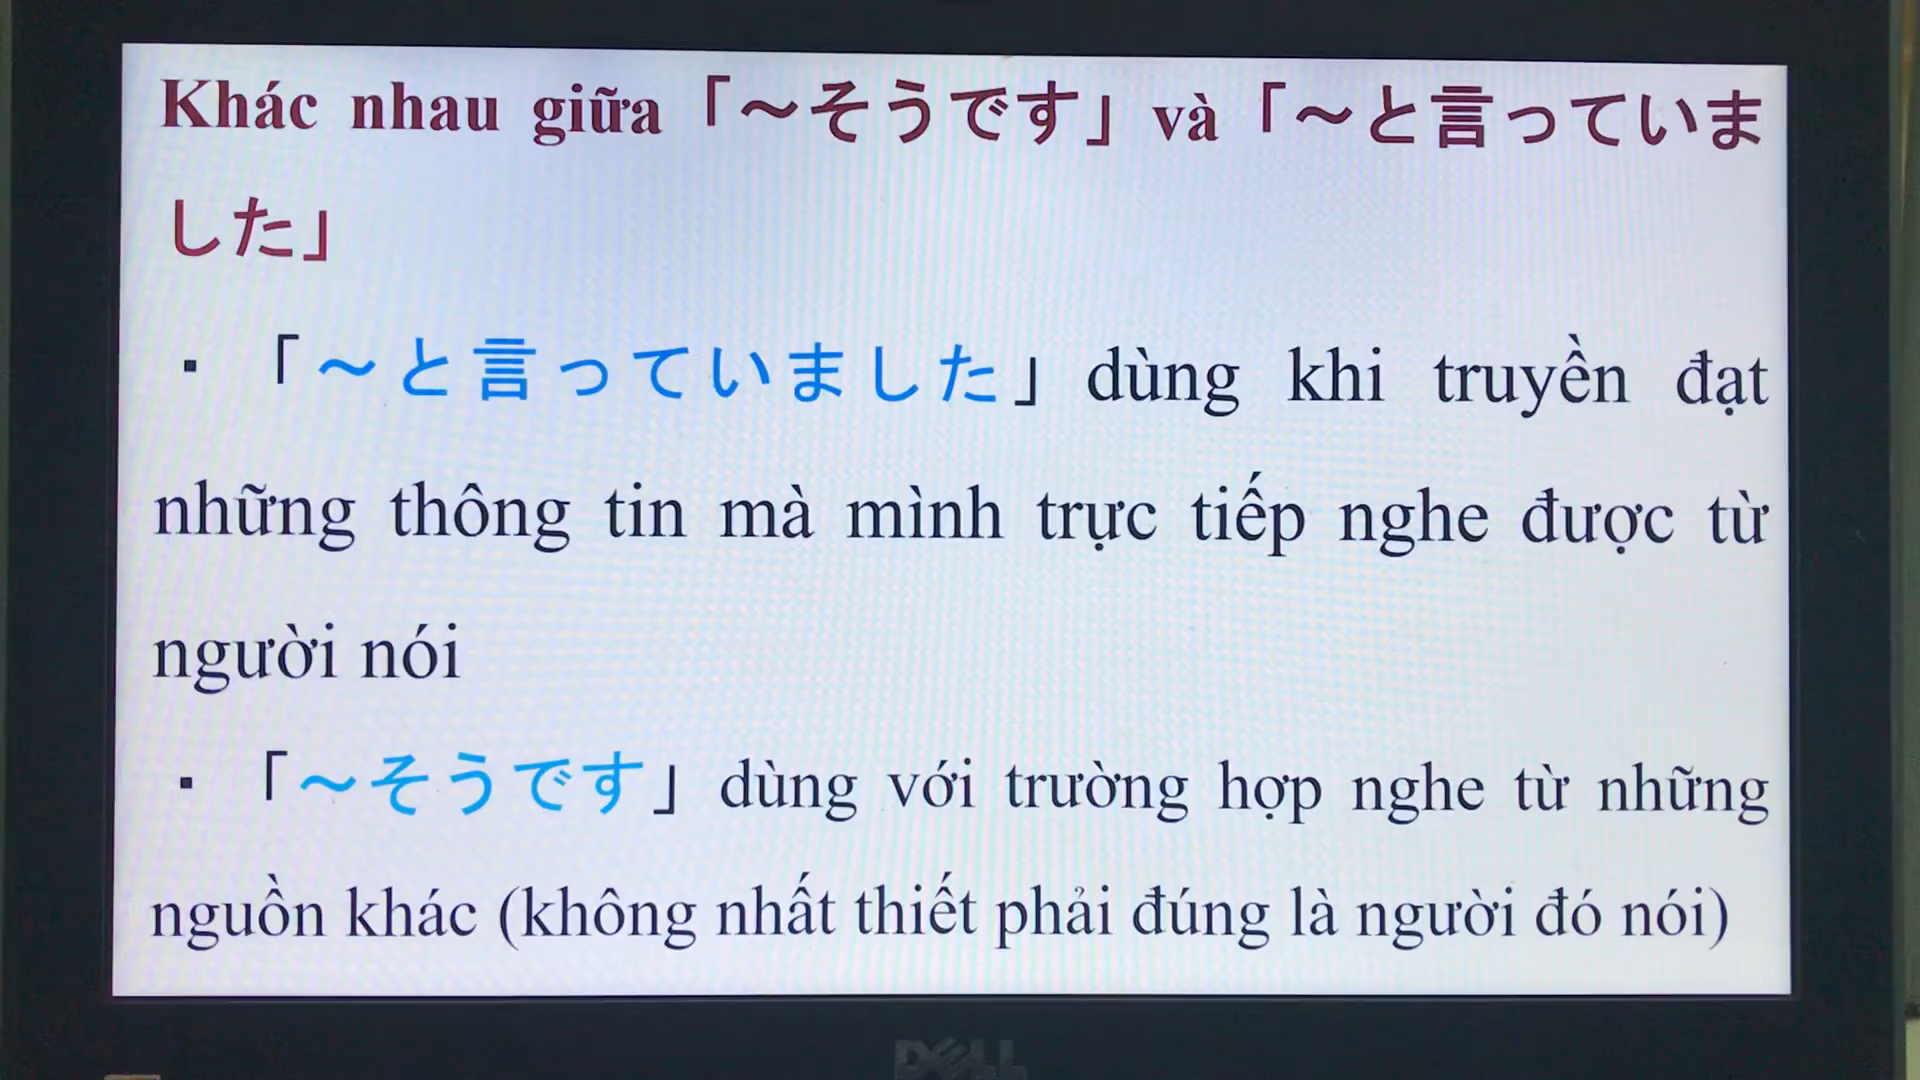 Khác nhau giữa「～そうです」và「～と言っていま
した」
▪「～と言っていました」dùng khi truyền đạt
những thông tin mà mình trực tiếp nghe được từ
người nói
▪「～そうです」dùng với trường hợp nghe từ những
nguồn khác (không nhất thiết phải đúng là người đó nói)
DELL